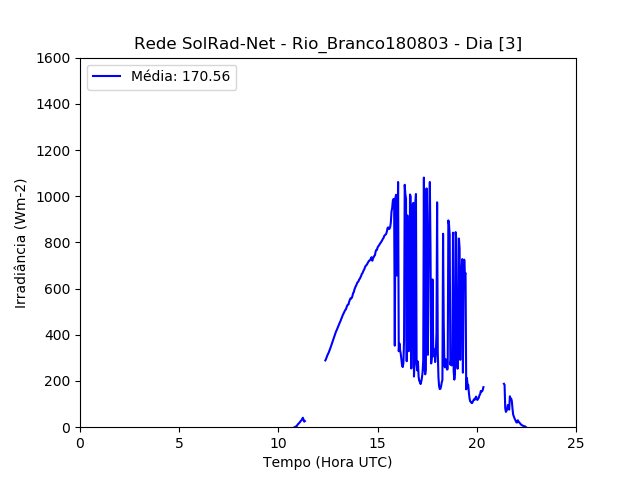 Rede SolRad-Net - Rio_Branco180803 - Dia [3]
Média: 170.56
Irradiância (Wm-2)
1600
1400
1200
1000
800
600
400
200
0
0 5 10 15 20 25
Tempo (Hora UTC)